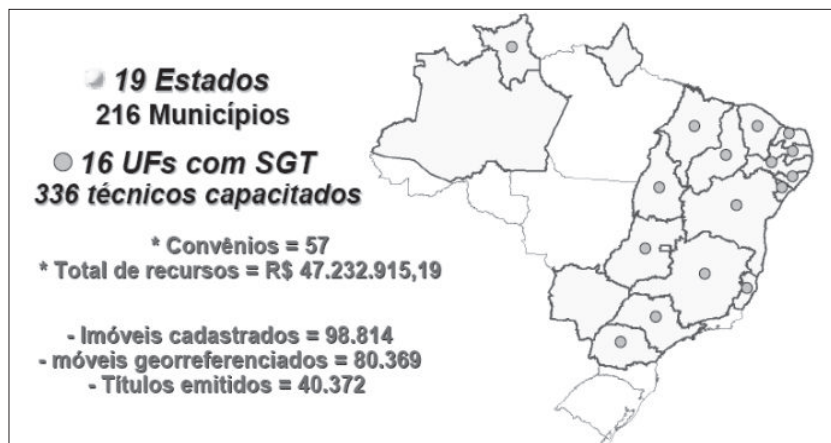 19 Estados
216 Municípios
16 UFs com SGT
336 técnicos capacitados
* Convênios = 57
* Total de recursos = R$ 47.232.915,19
- Imóveis cadastrados = 98.814
- móveis georreferenciados = 80.369
- Títulos emitidos = 40.372